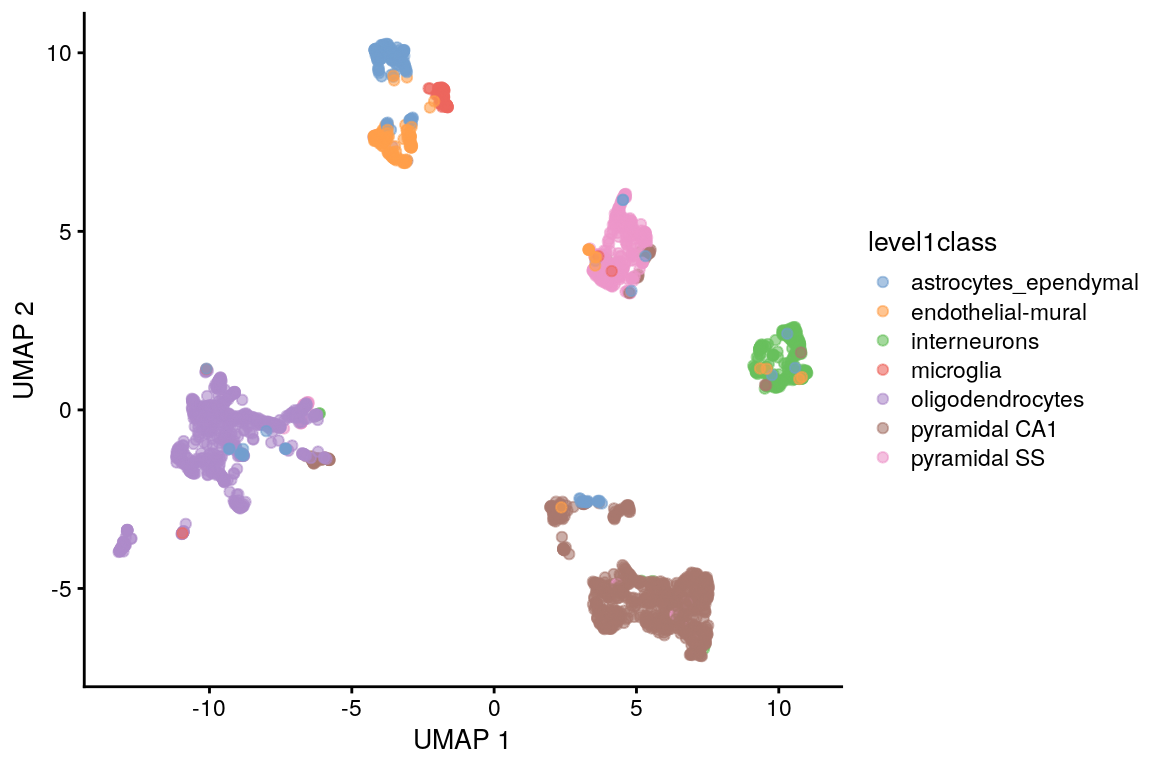 10
5
0
-5
UMAP 2
-10
-5
0
5
10
UMAP 1
level1class
astrocytes_ependymal
endothelial-mural
interneurons
microglia
oligodendrocytes
pyramidal CA1
pyramidal SS